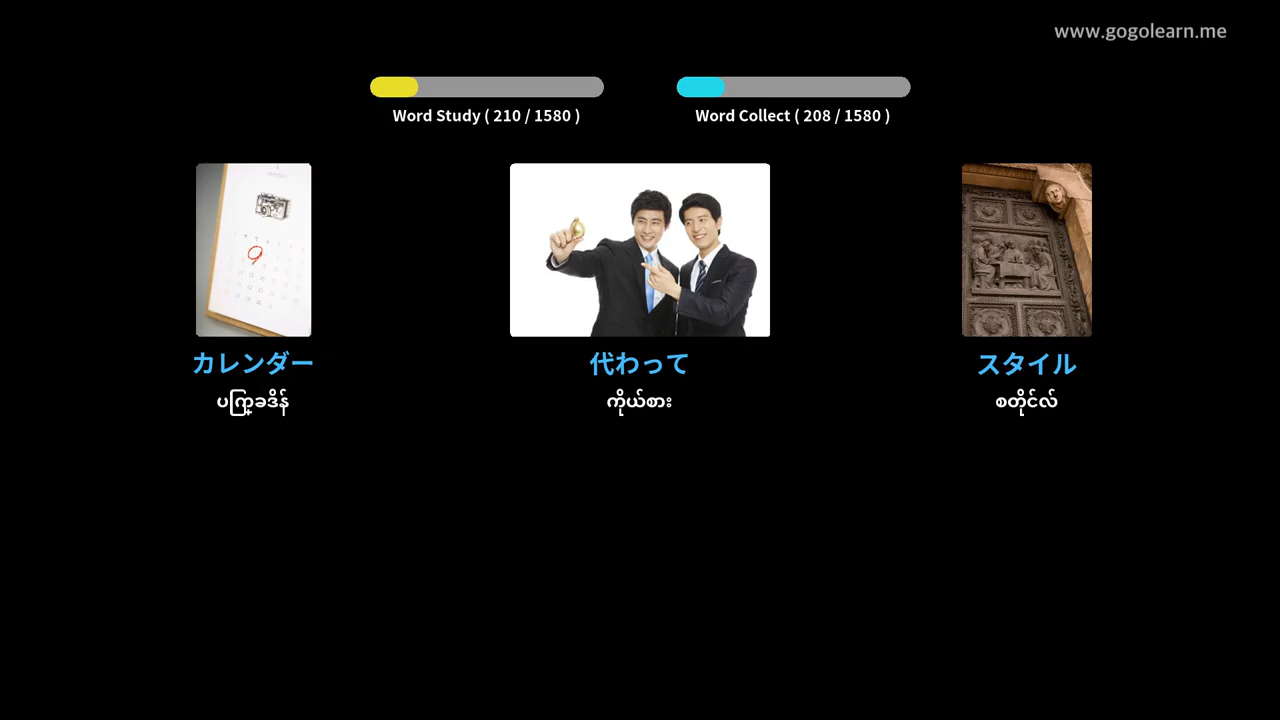 www.gogolearn.me
Word Study ( 210 / 1580 )
Word Collect ( 208 / 1580 )
カレンダー
代わって
スタイル
ပြက္ခဒိန်
ကိုယ်စား
စတိုင်လ်